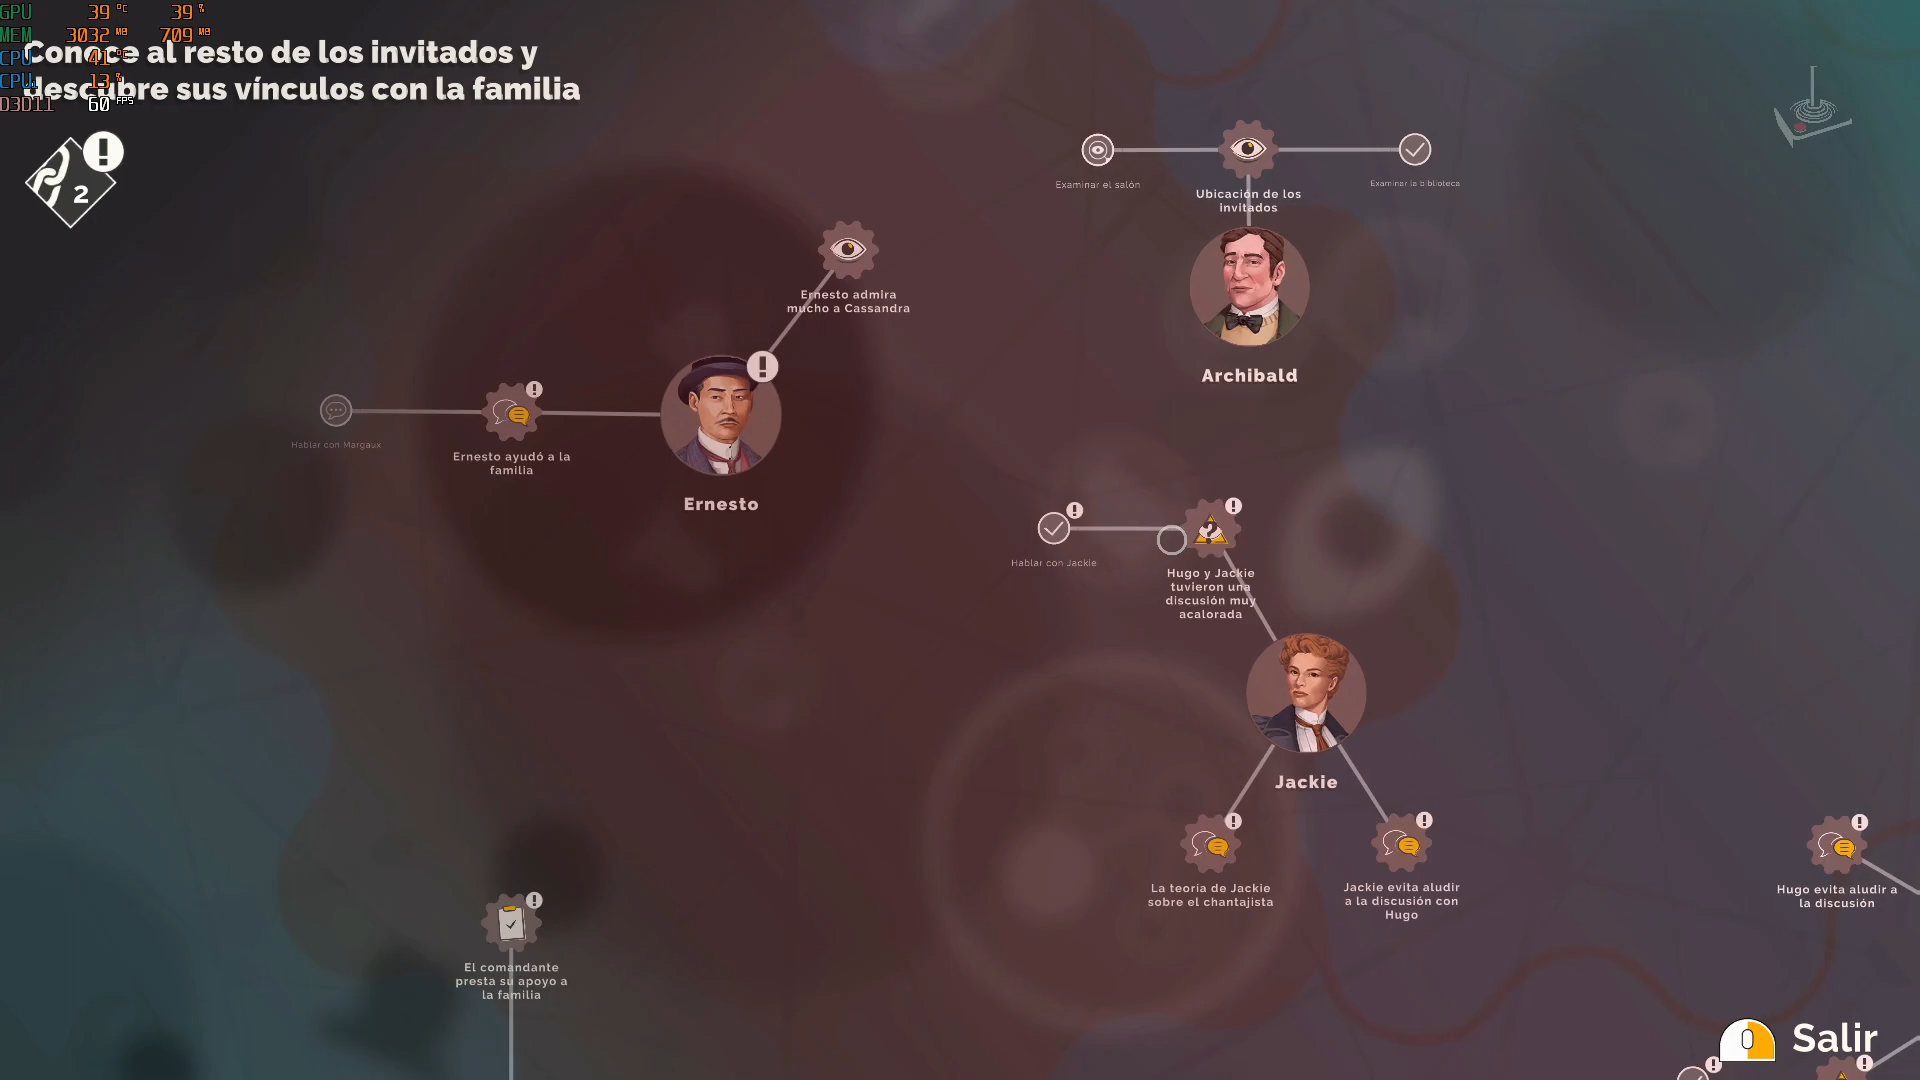 GPU 39 °C 39 %
MEM 3032 MB 709 MB
CPU 41 °C
CPU 13 %
D3D11 60 FPS
Conoce al resto de los invitados y
descubre sus vínculos con la familia
2
Examinar el salón
Ubicación de los
invitados
Examinar la biblioteca
Archibald
Ernesto admira
mucho a Cassandra
Hablar con Margaux
Ernesto ayudó a la
familia
Ernesto
Hablar con Jackie
Hugo y Jackie
tuvieron una
discusión muy
acalorada
Jackie
La teoría de Jackie
sobre el chantajista
Jackie evita aludir
a la discusión con
Hugo
Hugo evita aludir a
la discusión
El comandante
presta su apoyo a
la familia
Salir